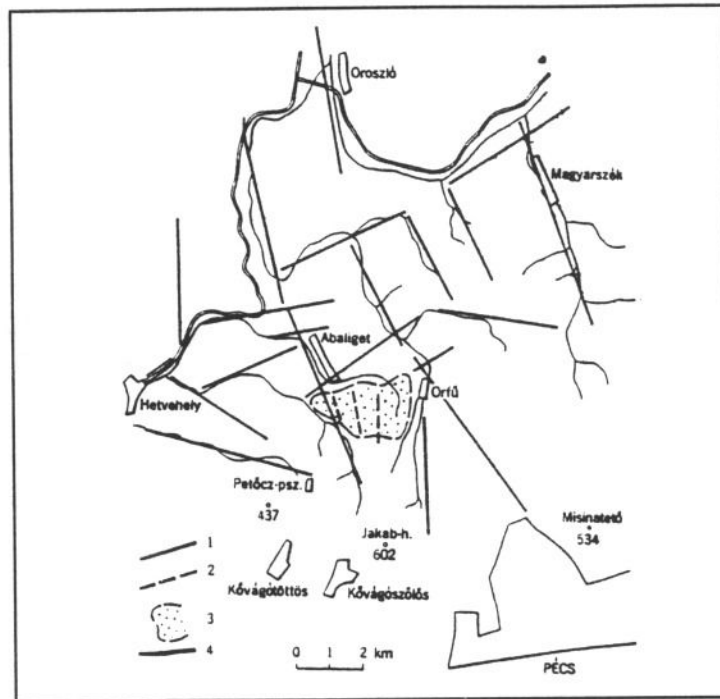 Oroszló
Magyarszék
Abaliget
Hetvehely
Orfű
Petőcz-psz.
437
Jakab-h.
602
Misinatető
534
1
2
3
4
Kővágótöttös
Kővágószőlős
0 1 2 km
PÉCS